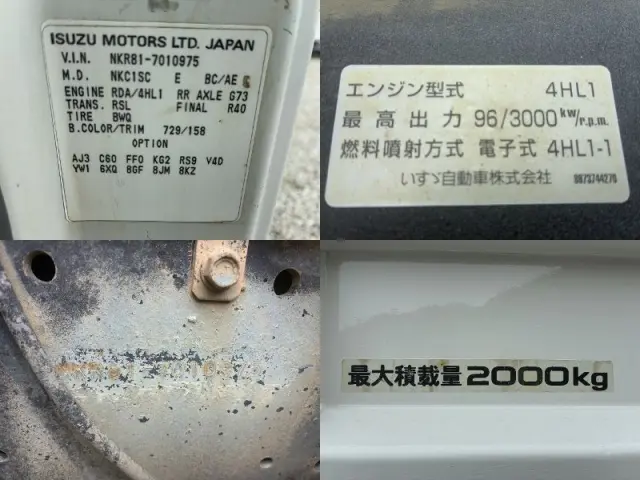 ISUZU MOTORS LTD. JAPAN
V.I.N. NKR81-7010975
M.D. NKC1SC E BC/AE
ENGINE RDA/4HL1 RR AXLE G73
TRANS. RSL FINAL R40
TIRE BWQ
B.COLOR/TRIM 729/158
OPTION
AJ3 C60 FF0 KG2 RS9 V4D
YW1 6XQ 8GF 8JM 8KZ
エンジン型式 4HL1
最高出力 96/3000 kw/r.p.m.
燃料噴射方式 電子式 4HL1-1
いすゞ自動車株式会社 8973744270
最大積載量2000kg